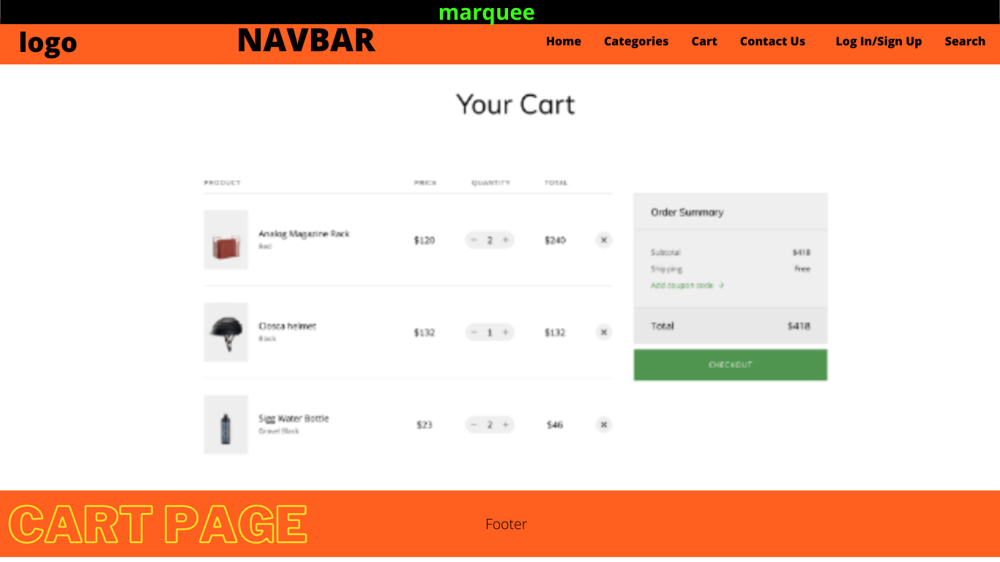 marquee
logo NAVBAR Home Categories Cart Contact Us Log In/Sign Up Search
Your Cart
PRODUCT PRICE QUANTITY TOTAL
Analog Magazine Rack
Red
$120 − 2 + $240 ×
Closca helmet
Black
$132 − 1 + $132 ×
Sigg Water Bottle
Gravel Black
$23 − 2 + $46 ×
Order Summary
Subtotal $418
Shipping Free
Add coupon code →
Total $418
CHECKOUT
CART PAGE
Footer